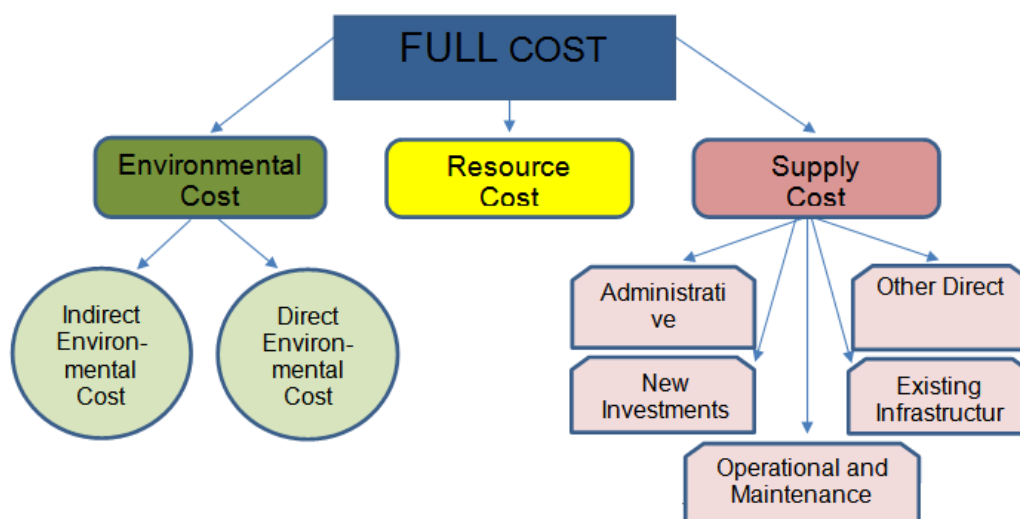 FULL COST
Environmental
Cost
Resource
Cost
Supply
Cost
Indirect
Environ-
mental
Cost
Direct
Environ-
mental
Cost
Administrati
ve
Other Direct
New
Investments
Existing
Infrastructur
Operational and
Maintenance